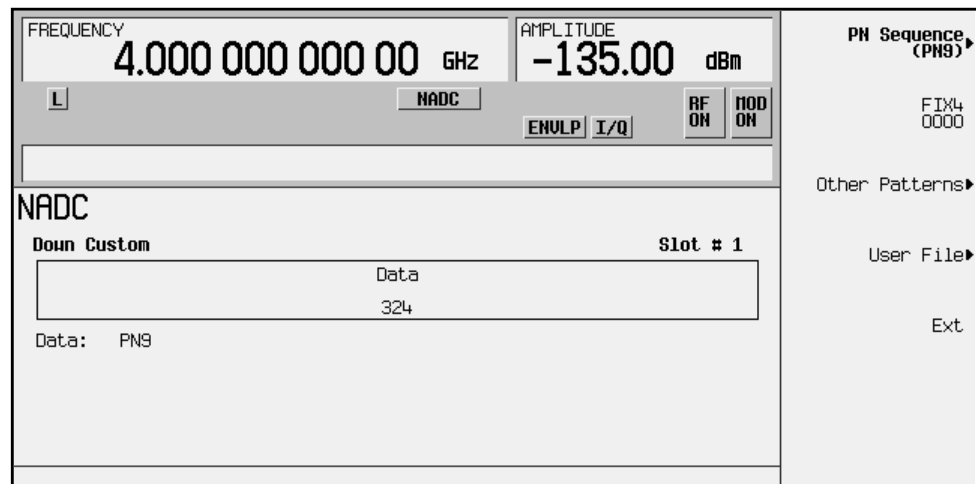 FREQUENCY
4.000 000 000 00 GHz
AMPLITUDE
-135.00 dBm
L
NADC
ENVLP
I/Q
RF ON
MOD ON
NADC
Down Custom
Slot # 1
Data
324
Data: PN9
PN Sequence
(PN9)
FIX4
0000
Other Patterns
User File
Ext